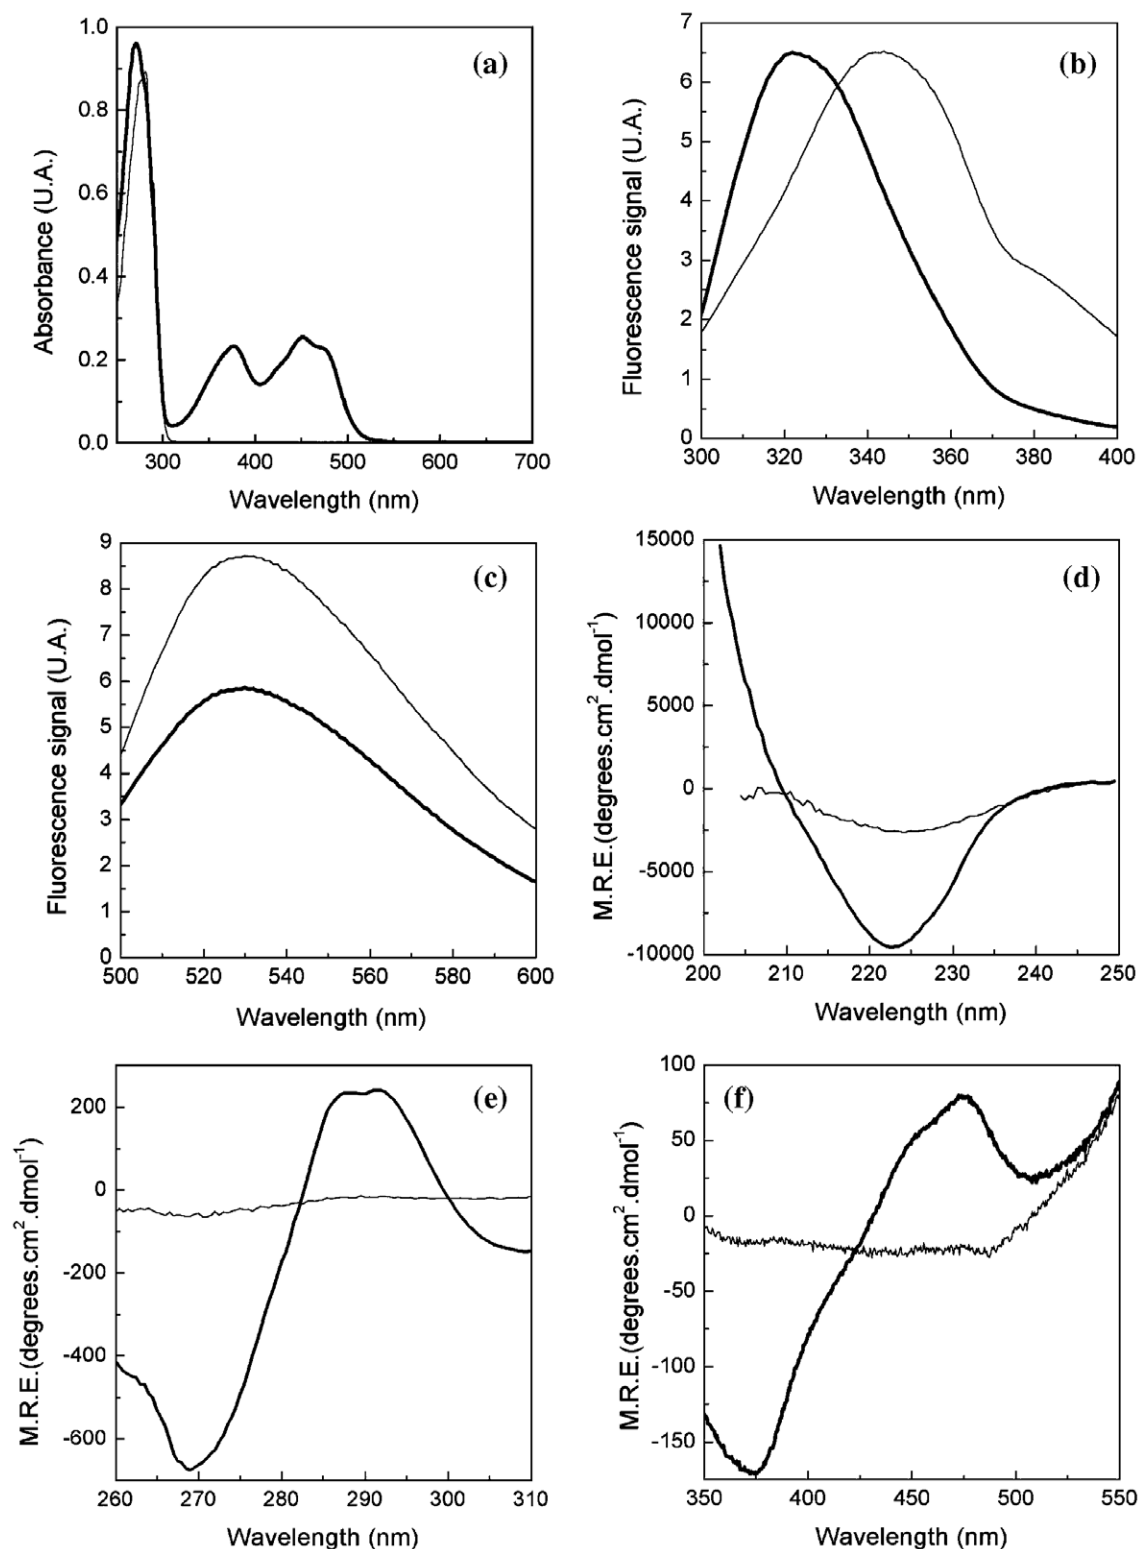 (a)
1.0
0.8
0.6
0.4
0.2
0.0
Absorbance (U.A.)
300 400 500 600 700
Wavelength (nm)
(b)
7
6
5
4
3
2
1
0
Fluorescence signal (U.A.)
300 320 340 360 380 400
Wavelength (nm)
(c)
9
8
7
6
5
4
3
2
1
0
Fluorescence signal (U.A.)
500 520 540 560 580 600
Wavelength (nm)
(d)
15000
10000
5000
0
-5000
-10000
M.R.E.(degrees.cm².dmol⁻¹)
200 210 220 230 240 250
Wavelength (nm)
(e)
200
0
-200
-400
-600
M.R.E.(degrees.cm².dmol⁻¹)
260 270 280 290 300 310
Wavelength (nm)
(f)
100
50
0
-50
-100
-150
M.R.E.(degrees.cm².dmol⁻¹)
350 400 450 500 550
Wavelength (nm)